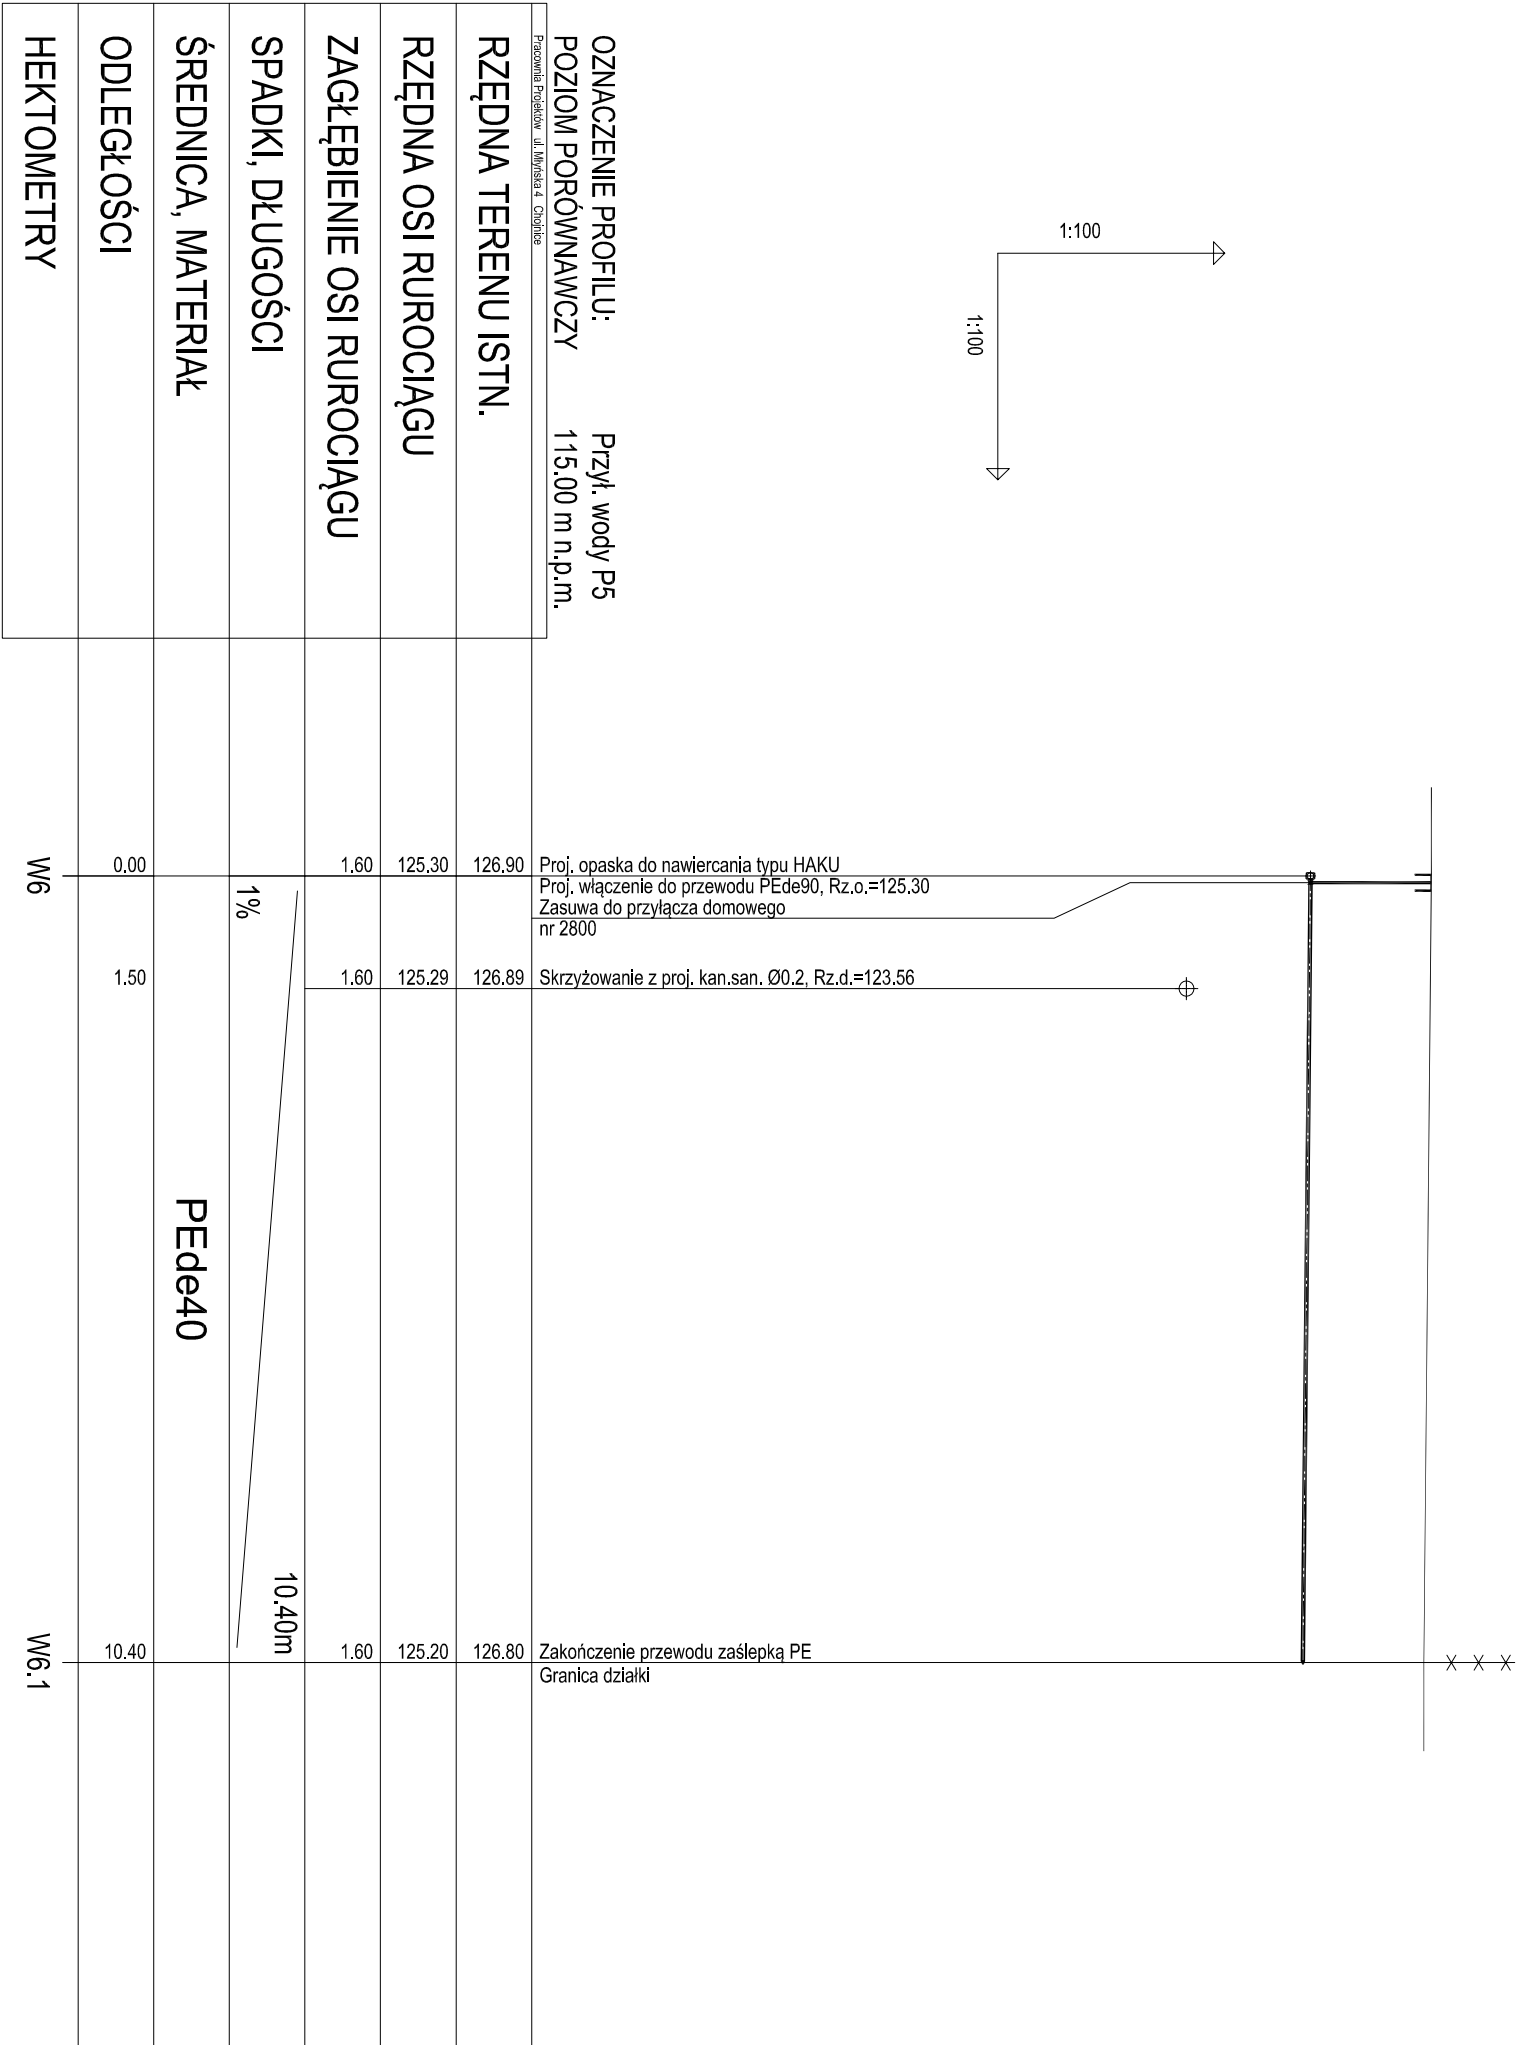 1:100
1:100
OZNACZENIE PROFILU: Przył. wody P5
POZIOM PORÓWNAWCZY 115.00 m n.p.m.
Pracownia Projektów ul. Młyńska 4 Chojnice
RZĘDNA TERENU ISTN.
RZĘDNA OSI RUROCIĄGU
ZAGŁĘBIENIE OSI RUROCIĄGU
SPADKI, DŁUGOŚCI
ŚREDNICA, MATERIAŁ
ODLEGŁOŚCI
HEKTOMETRY
0.00 1.60 125.30 126.90 Proj. opaska do nawiercania typu HAKU
Proj. włączenie do przewodu PEde90, Rz.o.=125.30
Zasuwa do przyłącza domowego
nr 2800
W6
1%
1.50 1.60 125.29 126.89 Skrzyżowanie z proj. kan.san. Ø0.2, Rz.d.=123.56
PEde40
10.40m
10.40 1.60 125.20 126.80 Zakończenie przewodu zaślepką PE
Granica działki
W6.1